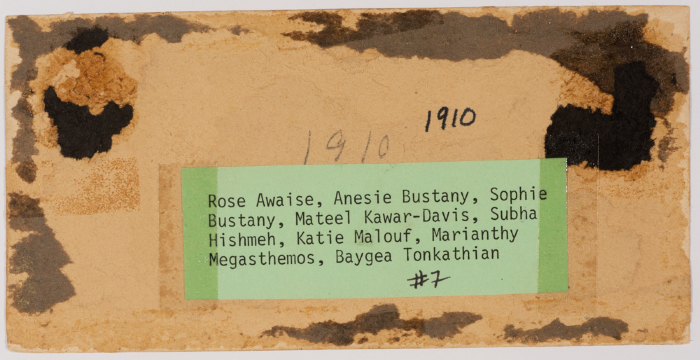 1910
1910
Rose Awaise, Anesie Bustany, Sophie
Bustany, Mateel Kawar-Davis, Subha
Hishmeh, Katie Malouf, Marianthy
Megasthemos, Baygea Tonkathian
#7